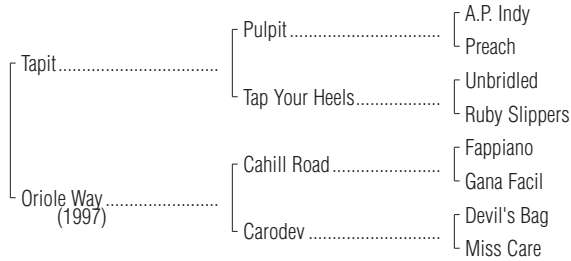 A.P. Indy
Pulpit
Preach
Tapit
Unbridled
Tap Your Heels
Ruby Slippers
Fappiano
Cahill Road
Gana Facil
Oriole Way
(1997)
Devil's Bag
Carodev
Miss Care